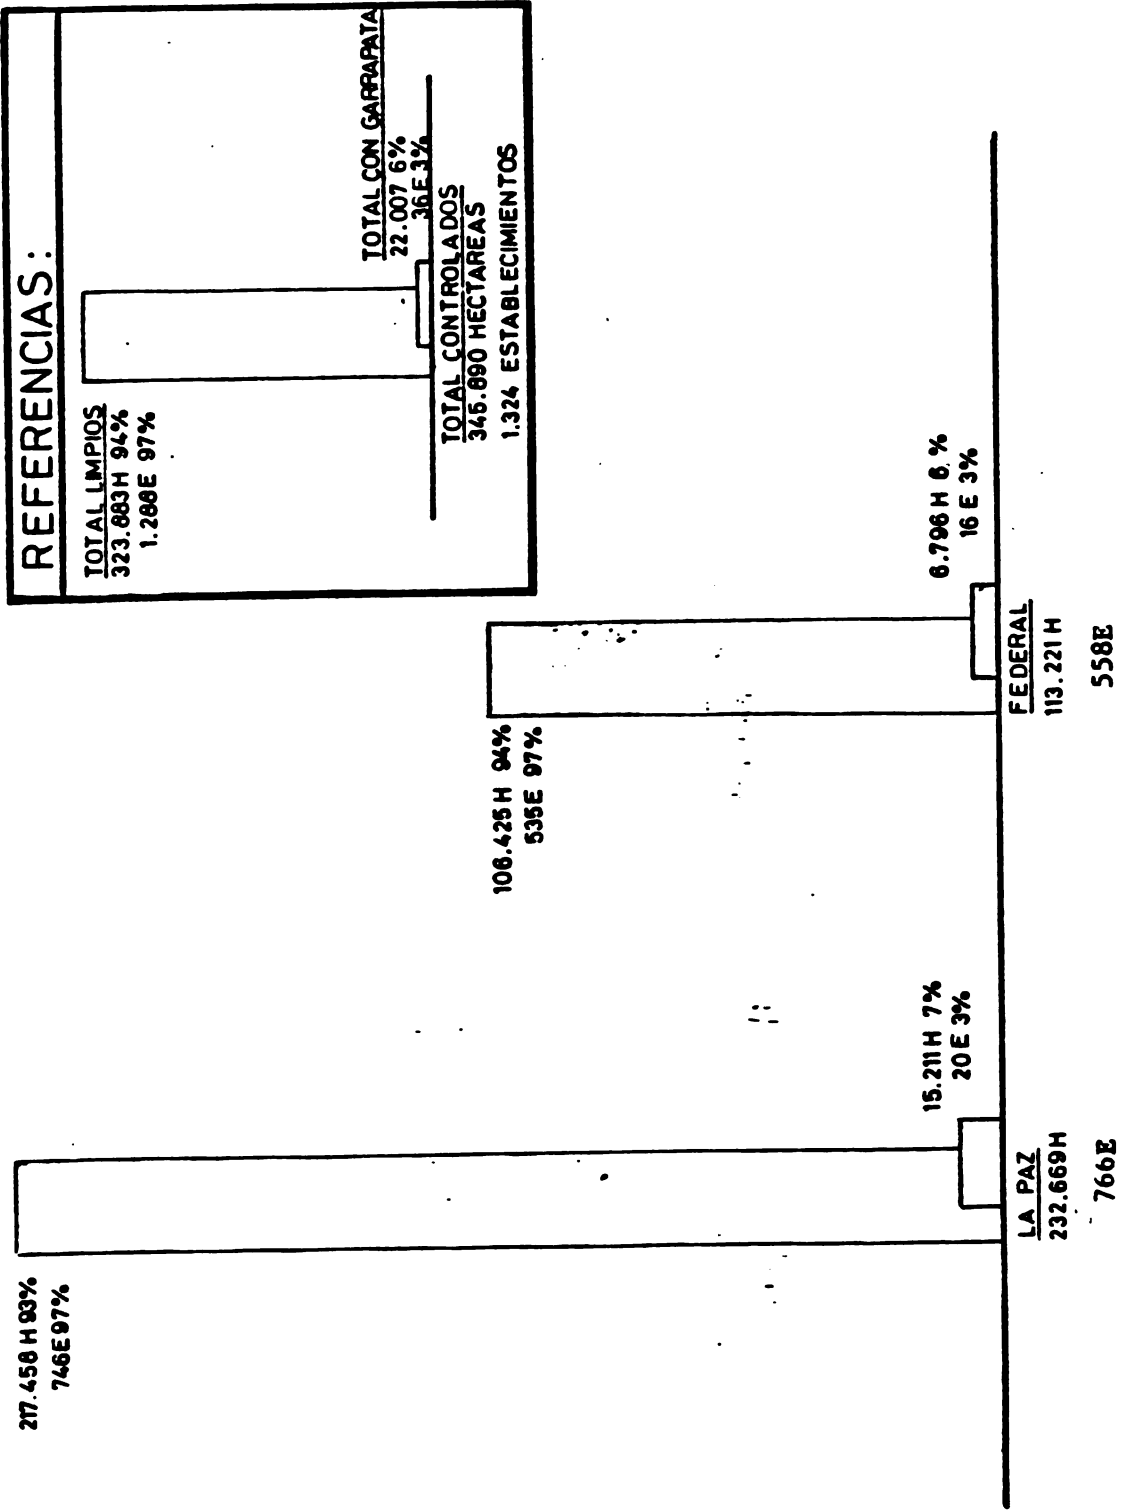 REFERENCIAS:
TOTAL LIMPIOS
323.883 H 94%
1.288E 97%
TOTAL CON GARRAPATA
22.007 6%
36 E 3%
TOTAL CONTROLADOS
345.890 HECTAREAS
1.324 ESTABLECIMIENTOS
217.458 H 93%
746E 97%
15.211 H 7%
20 E 3%
LA PAZ
232.669H
766E
106.425 H 94%
535E 97%
6.796 H 6 %
16 E 3%
FEDERAL
113.221 H
558E